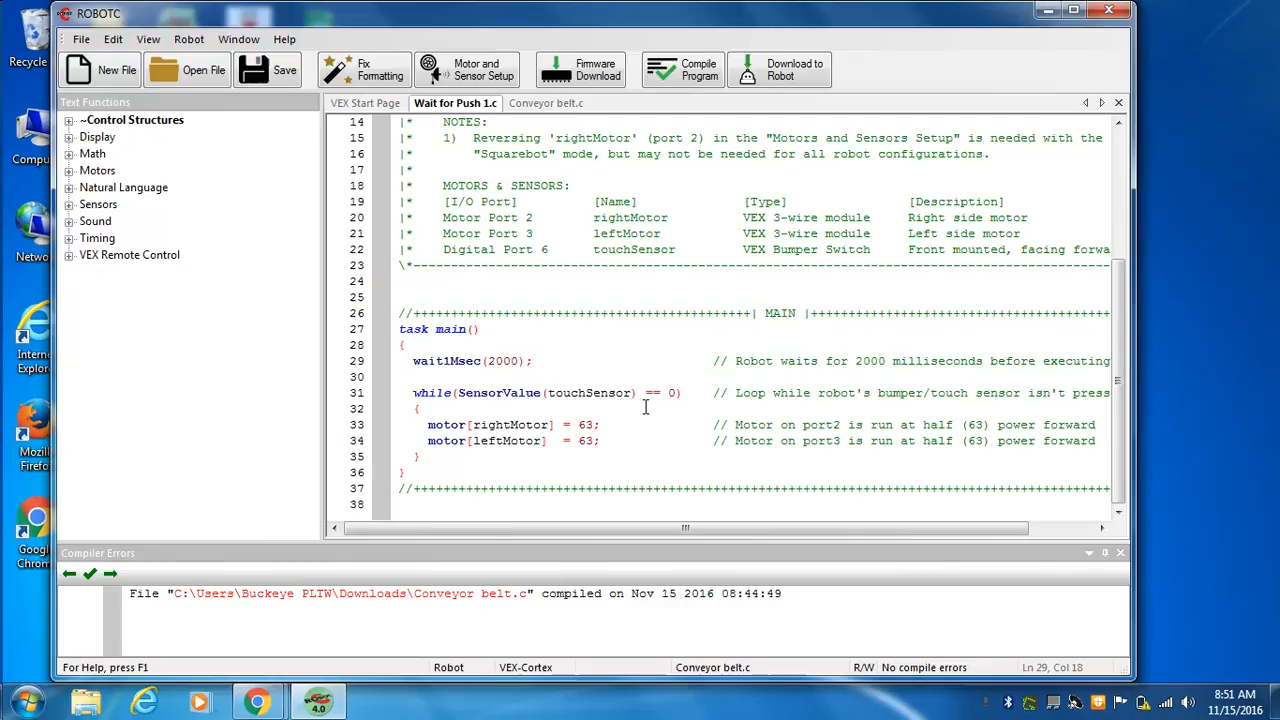 ROBOTC
File Edit View Robot Window Help
New File Open File Save Fix Formatting Motor and Sensor Setup Firmware Download Compile Program Download to Robot
Text Functions
~Control Structures
Display
Math
Motors
Natural Language
Sensors
Sound
Timing
VEX Remote Control
VEX Start Page Wait for Push 1.c Conveyor belt.c
14 |* NOTES:
15 |* 1) Reversing 'rightMotor' (port 2) in the "Motors and Sensors Setup" is needed with the
16 |* "Squarebot" mode, but may not be needed for all robot configurations.
17 |*
18 |* MOTORS & SENSORS:
19 |* [I/O Port] [Name] [Type] [Description]
20 |* Motor Port 2 rightMotor VEX 3-wire module Right side motor
21 |* Motor Port 3 leftMotor VEX 3-wire module Left side motor
22 |* Digital Port 6 touchSensor VEX Bumper Switch Front mounted, facing forwa
23 \*-----------------------------------------------------------------------------------------------
24
25
26 //+++++++++++++++++++++++++++++++++++++++++++++| MAIN |+++++++++++++++++++++++++++++++++++++++
27 task main()
28 {
29 wait1Msec(2000); // Robot waits for 2000 milliseconds before executing
30
31 while(SensorValue(touchSensor) == 0) // Loop while robot's bumper/touch sensor isn't press
32 {
33 motor[rightMotor] = 63; // Motor on port2 is run at half (63) power forward
34 motor[leftMotor] = 63; // Motor on port3 is run at half (63) power forward
35 }
36 }
37 //++++++++++++++++++++++++++++++++++++++++++++++++++++++++++++++++++++++++++++++++++++++++++++
38
Compiler Errors
File "C:\Users\Buckeye PLTW\Downloads\Conveyor belt.c" compiled on Nov 15 2016 08:44:49
For Help, press F1 Robot VEX-Cortex Conveyor belt.c R/W No compile errors Ln 29, Col 18
Recycle
Compu
Netwo
Intern
Explo
Mozill
Firefo
Goog
Chron
4.0
8:51 AM
11/15/2016